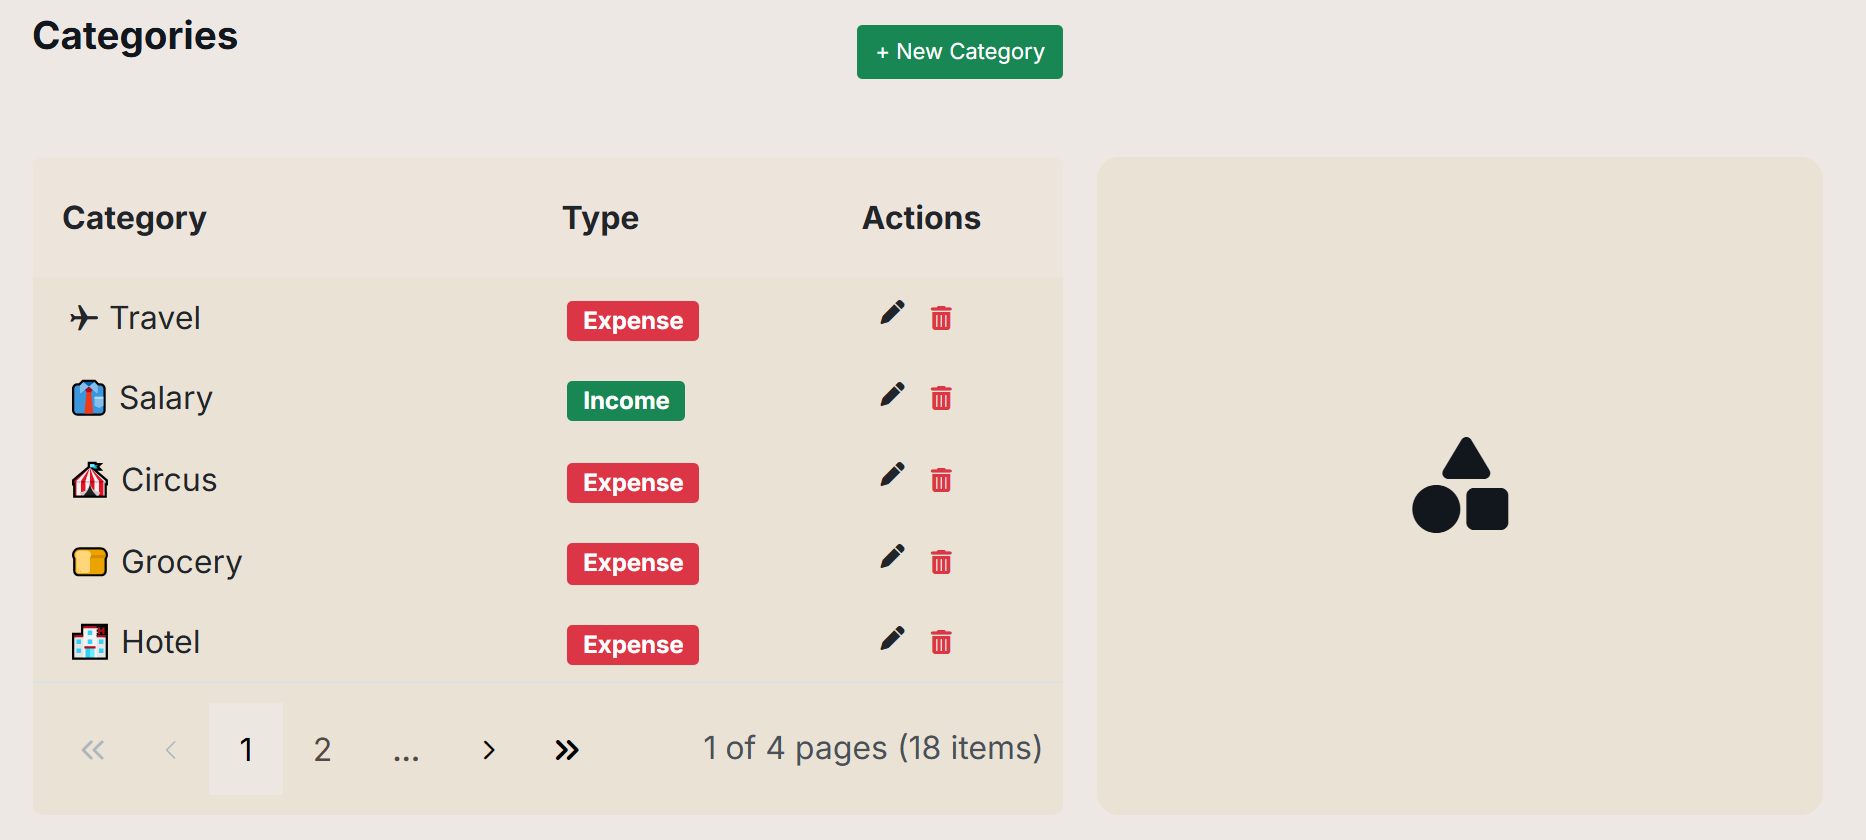 Categories
+ New Category
Category Type Actions
Travel Expense
Salary Income
Circus Expense
Grocery Expense
Hotel Expense
« ‹ 1 2 ... › » 1 of 4 pages (18 items)